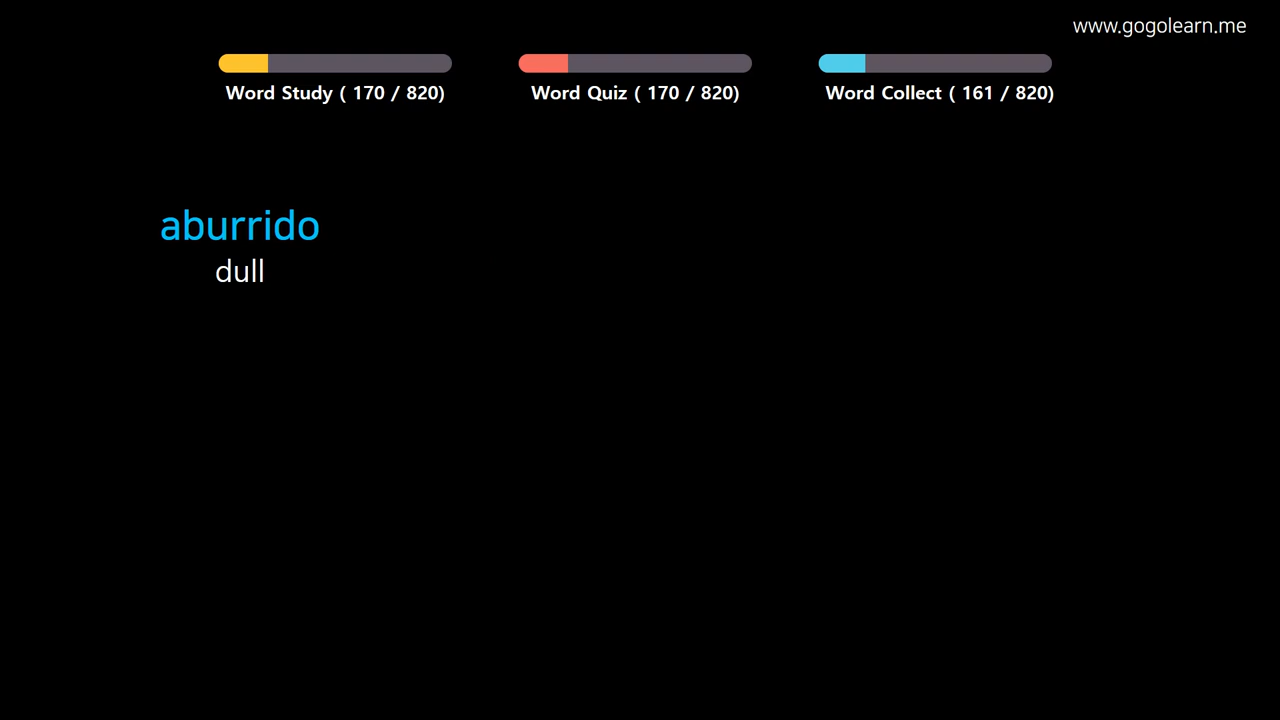 www.gogolearn.me
Word Study ( 170 / 820)
Word Quiz ( 170 / 820)
Word Collect ( 161 / 820)
aburrido
dull